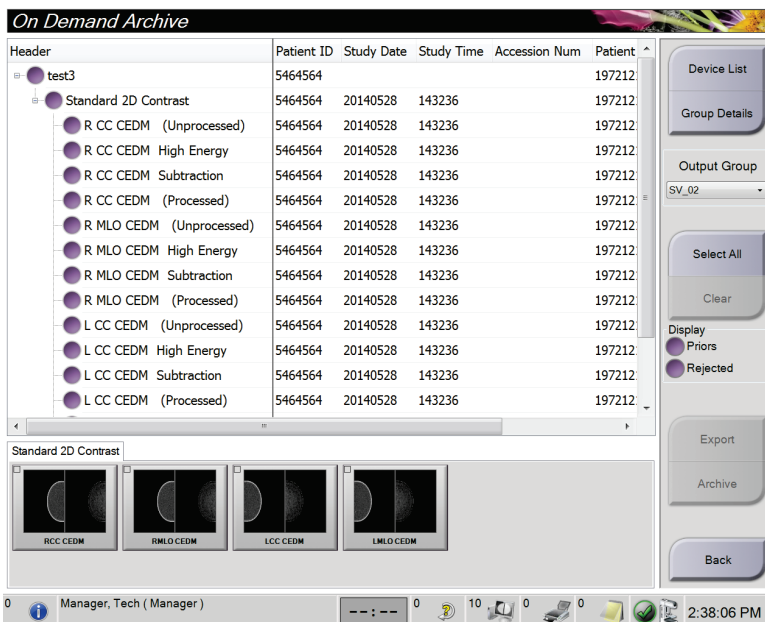 On Demand Archive
Header Patient ID Study Date Study Time Accession Num Patient
test3 5464564 197212
Standard 2D Contrast 5464564 20140528 143236 197212
R CC CEDM (Unprocessed) 5464564 20140528 143236 197212
R CC CEDM High Energy 5464564 20140528 143236 197212
R CC CEDM Subtraction 5464564 20140528 143236 197212
R CC CEDM (Processed) 5464564 20140528 143236 197212
R MLO CEDM (Unprocessed) 5464564 20140528 143236 197212
R MLO CEDM High Energy 5464564 20140528 143236 197212
R MLO CEDM Subtraction 5464564 20140528 143236 197212
R MLO CEDM (Processed) 5464564 20140528 143236 197212
L CC CEDM (Unprocessed) 5464564 20140528 143236 197212
L CC CEDM High Energy 5464564 20140528 143236 197212
L CC CEDM Subtraction 5464564 20140528 143236 197212
L CC CEDM (Processed) 5464564 20140528 143236 197212
Device List
Group Details
Output Group
SV_02
Select All
Clear
Display
Priors
Rejected
Export
Archive
Back
Standard 2D Contrast
RCC CEDM RMLO CEDM LCC CEDM LMLO CEDM
0 Manager, Tech ( Manager ) --:-- 0 10 0 0 2:38:06 PM